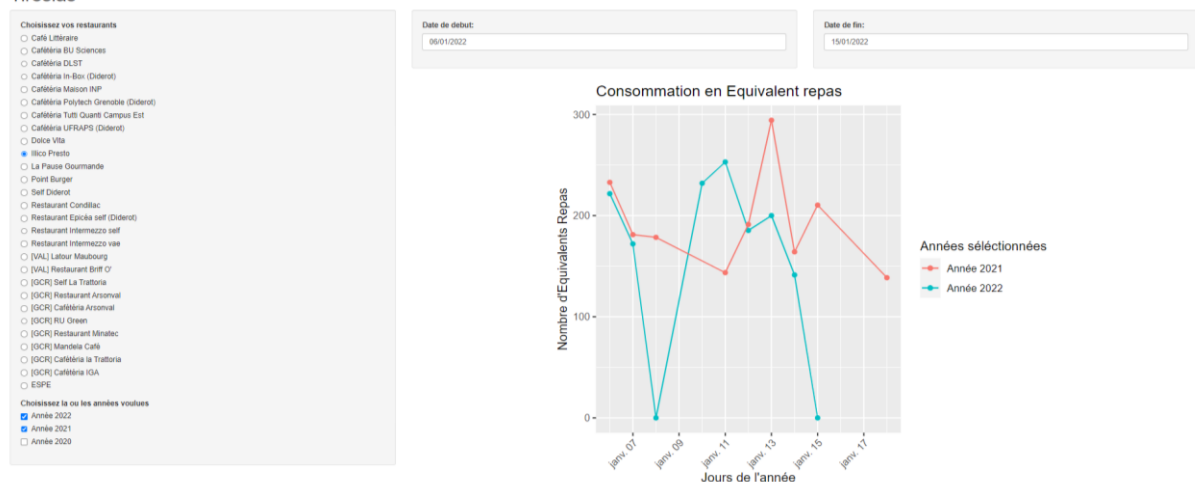 Choisissez vos restaurants
Café Littéraire
Cafétéria BU Sciences
Cafétéria DLST
Cafétéria In-Box (Diderot)
Cafétéria Maison INP
Cafétéria Polytech Grenoble (Diderot)
Cafétéria Tutti Quanti Campus Est
Cafétéria UFRAPS (Diderot)
Dolce Vita
Illico Presto
La Pause Gourmande
Point Burger
Self Diderot
Restaurant Condillac
Restaurant Epicéa self (Diderot)
Restaurant Intermezzo self
Restaurant Intermezzo vae
[VAL] Latour Maubourg
[VAL] Restaurant Briff O'
[GCR] Self La Trattoria
[GCR] Restaurant Arsonval
[GCR] Cafétéria Arsonval
[GCR] RU Green
[GCR] Restaurant Minatec
[GCR] Mandela Café
[GCR] Cafétéria la Trattoria
[GCR] Cafétéria IGA
ESPE
Choisissez la ou les années voulues
Année 2022
Année 2021
Année 2020
Date de debut:
06/01/2022
Date de fin:
15/01/2022
Consommation en Equivalent repas
Nombre d'Equivalents Repas
300
200
100
0
janv. 07
janv. 09
janv. 11
janv. 13
janv. 15
janv. 17
Jours de l'année
Années séléctionnées
Année 2021
Année 2022